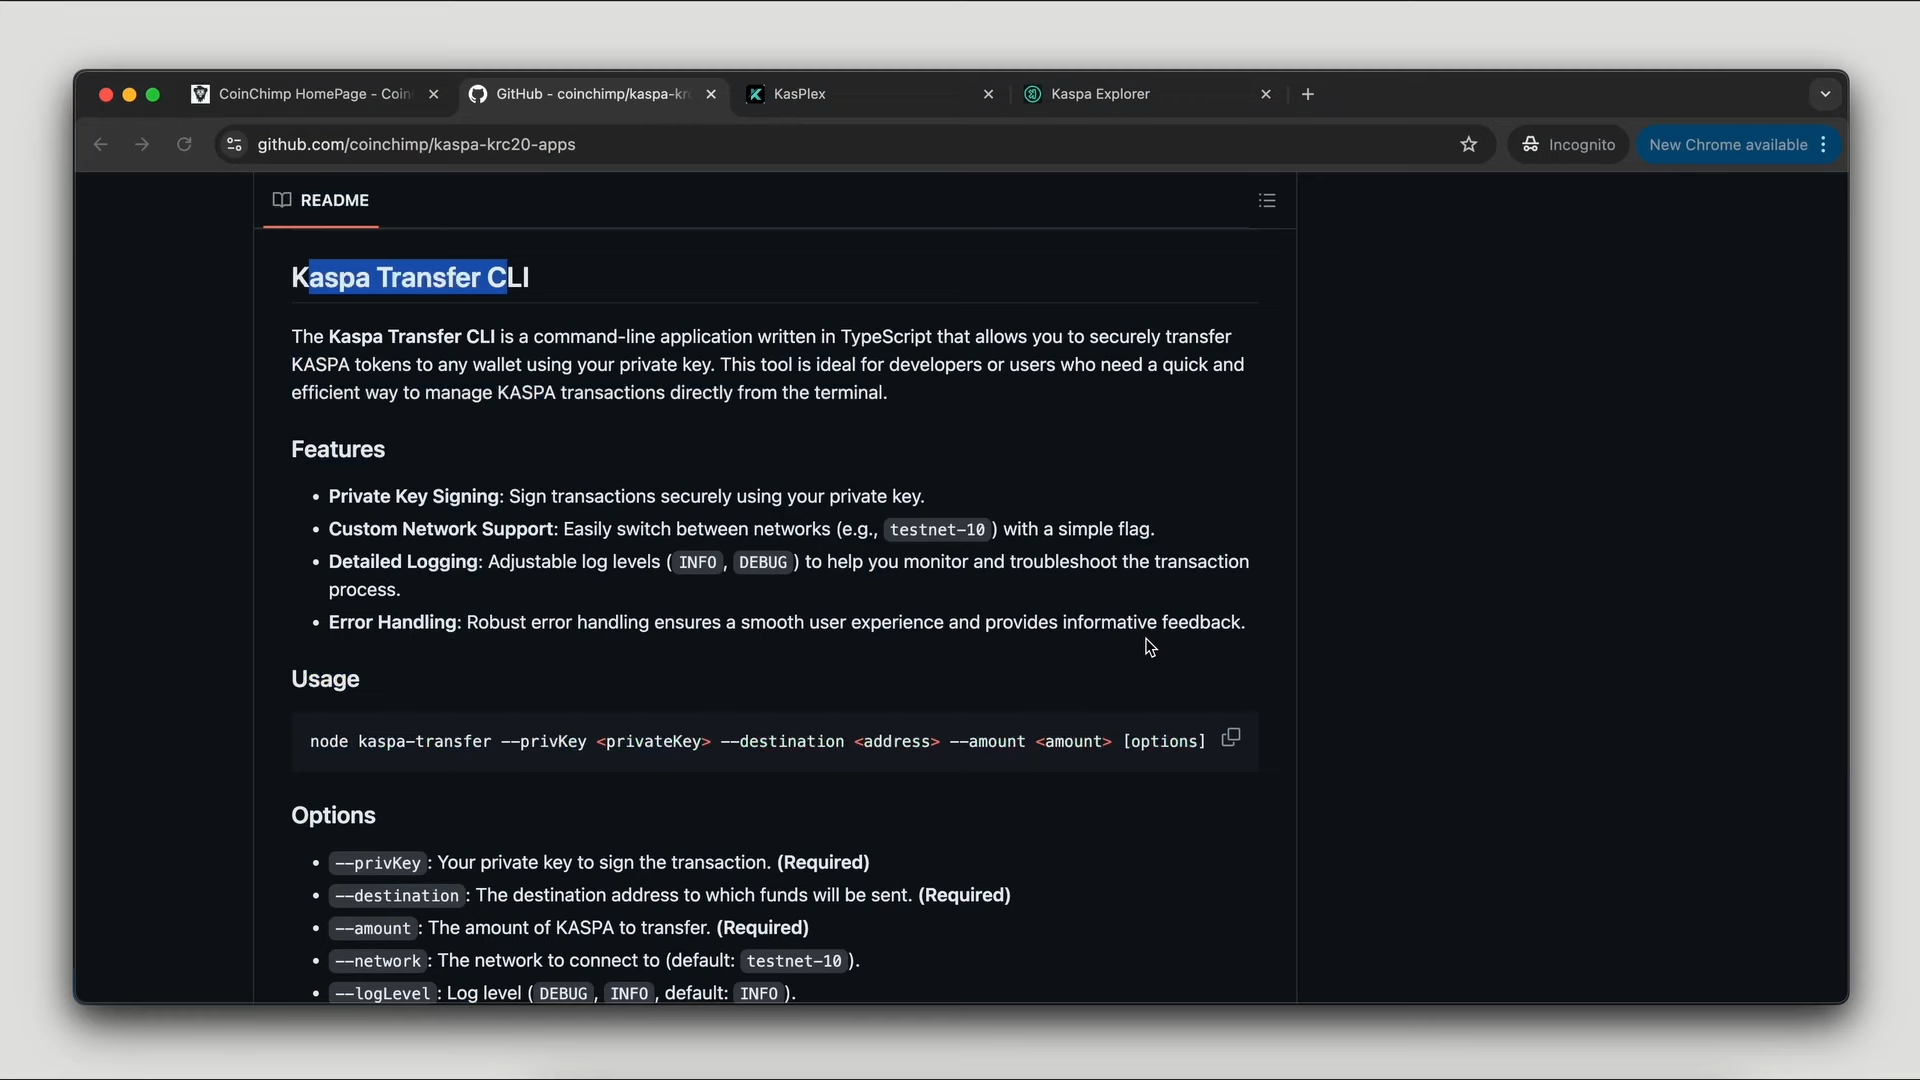 CoinChimp HomePage - Coin
GitHub - coinchimp/kaspa-kr
KasPlex
Kaspa Explorer
github.com/coinchimp/kaspa-krc20-apps
Incognito
New Chrome available
README
Kaspa Transfer CLI
The Kaspa Transfer CLI is a command-line application written in TypeScript that allows you to securely transfer
KASPA tokens to any wallet using your private key. This tool is ideal for developers or users who need a quick and
efficient way to manage KASPA transactions directly from the terminal.
Features
• Private Key Signing: Sign transactions securely using your private key.
• Custom Network Support: Easily switch between networks (e.g., testnet-10) with a simple flag.
• Detailed Logging: Adjustable log levels (INFO, DEBUG) to help you monitor and troubleshoot the transaction
process.
• Error Handling: Robust error handling ensures a smooth user experience and provides informative feedback.
Usage
node kaspa-transfer --privKey <privateKey> --destination <address> --amount <amount> [options]
Options
• --privKey: Your private key to sign the transaction. (Required)
• --destination: The destination address to which funds will be sent. (Required)
• --amount: The amount of KASPA to transfer. (Required)
• --network: The network to connect to (default: testnet-10).
• --logLevel: Log level (DEBUG, INFO, default: INFO).